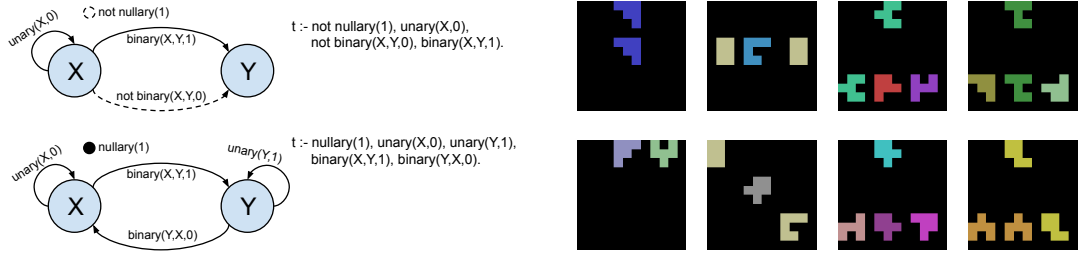 not nullary(1)
unary(X,0)
binary(X,Y,1)
X
Y
not binary(X,Y,0)
t :- not nullary(1), unary(X,0),
not binary(X,Y,0), binary(X,Y,1).
nullary(1)
unary(X,0)
unary(Y,1)
binary(X,Y,1)
X
Y
binary(Y,X,0)
t :- nullary(1), unary(X,0), unary(Y,1),
binary(X,Y,1), binary(Y,X,0).